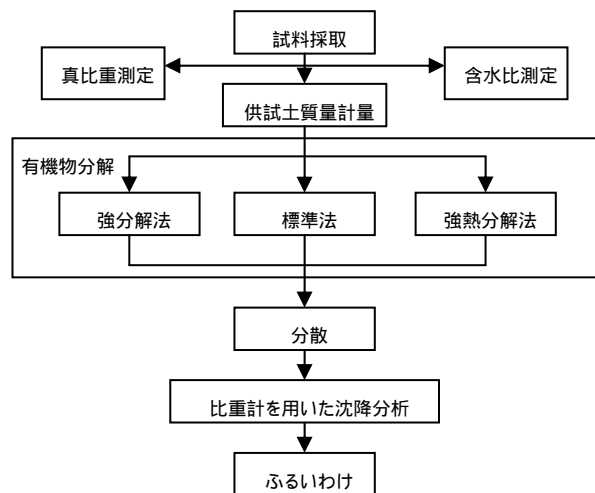 試料採取
真比重測定
含水比測定
供試土質量計量
有機物分解
強分解法
標準法
強熱分解法
分散
比重計を用いた沈降分析
ふるいわけ